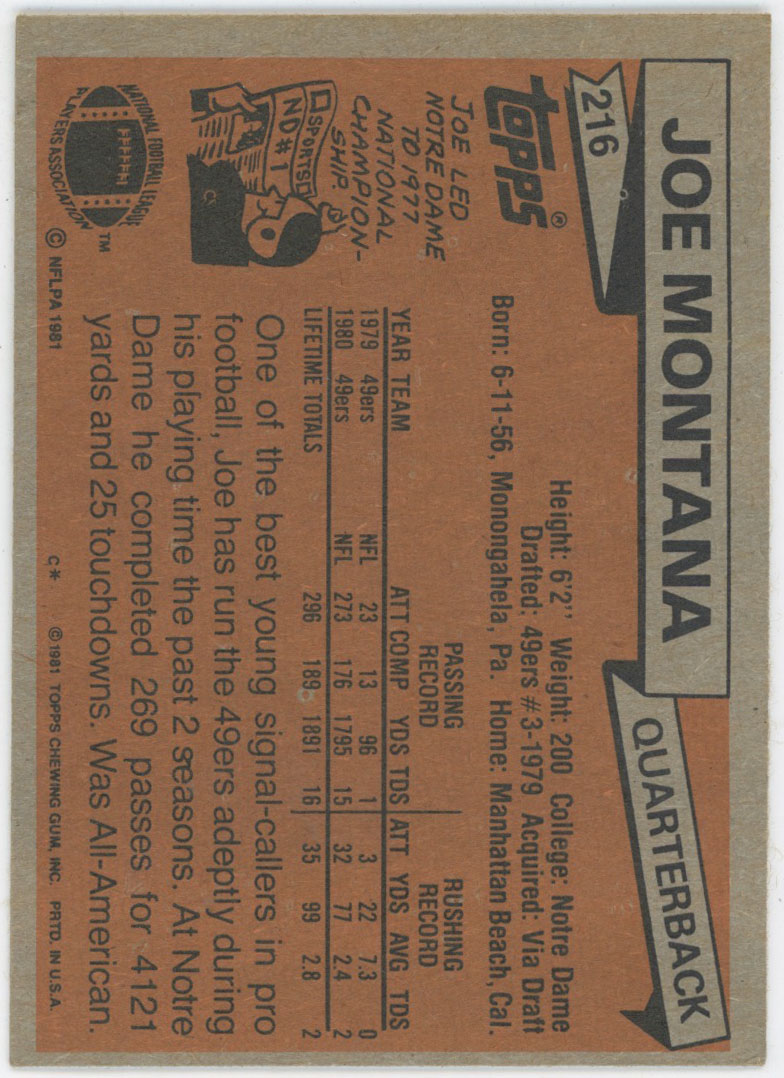 JOE MONTANA
QUARTERBACK
216
topps®
JOE LED
NOTRE DAME
TO 1977
NATIONAL
CHAMPION-
SHIP.
SPORTS
ND #1
NATIONAL FOOTBALL LEAGUE
PLAYERS ASSOCIATION
™
© NFLPA 1981
Height: 6'2'' Weight: 200 College: Notre Dame
Drafted: 49ers #3-1979 Acquired: Via Draft
Born: 6-11-56, Monongahela, Pa. Home: Manhattan Beach, Cal.
PASSING RUSHING
RECORD RECORD
YEAR TEAM ATT COMP YDS TDS ATT YDS AVG TDS
1979 49ers NFL 23 13 96 1 3 22 7.3 0
1980 49ers NFL 273 176 1795 15 32 77 2.4 2
LIFETIME TOTALS 296 189 1891 16 35 99 2.8 2
One of the best young signal-callers in pro
football, Joe has run the 49ers adeptly during
his playing time the past 2 seasons. At Notre
Dame he completed 269 passes for 4121
yards and 25 touchdowns. Was All-American.
C*. © 1981 TOPPS CHEWING GUM, INC. PRTD. IN U.S.A.